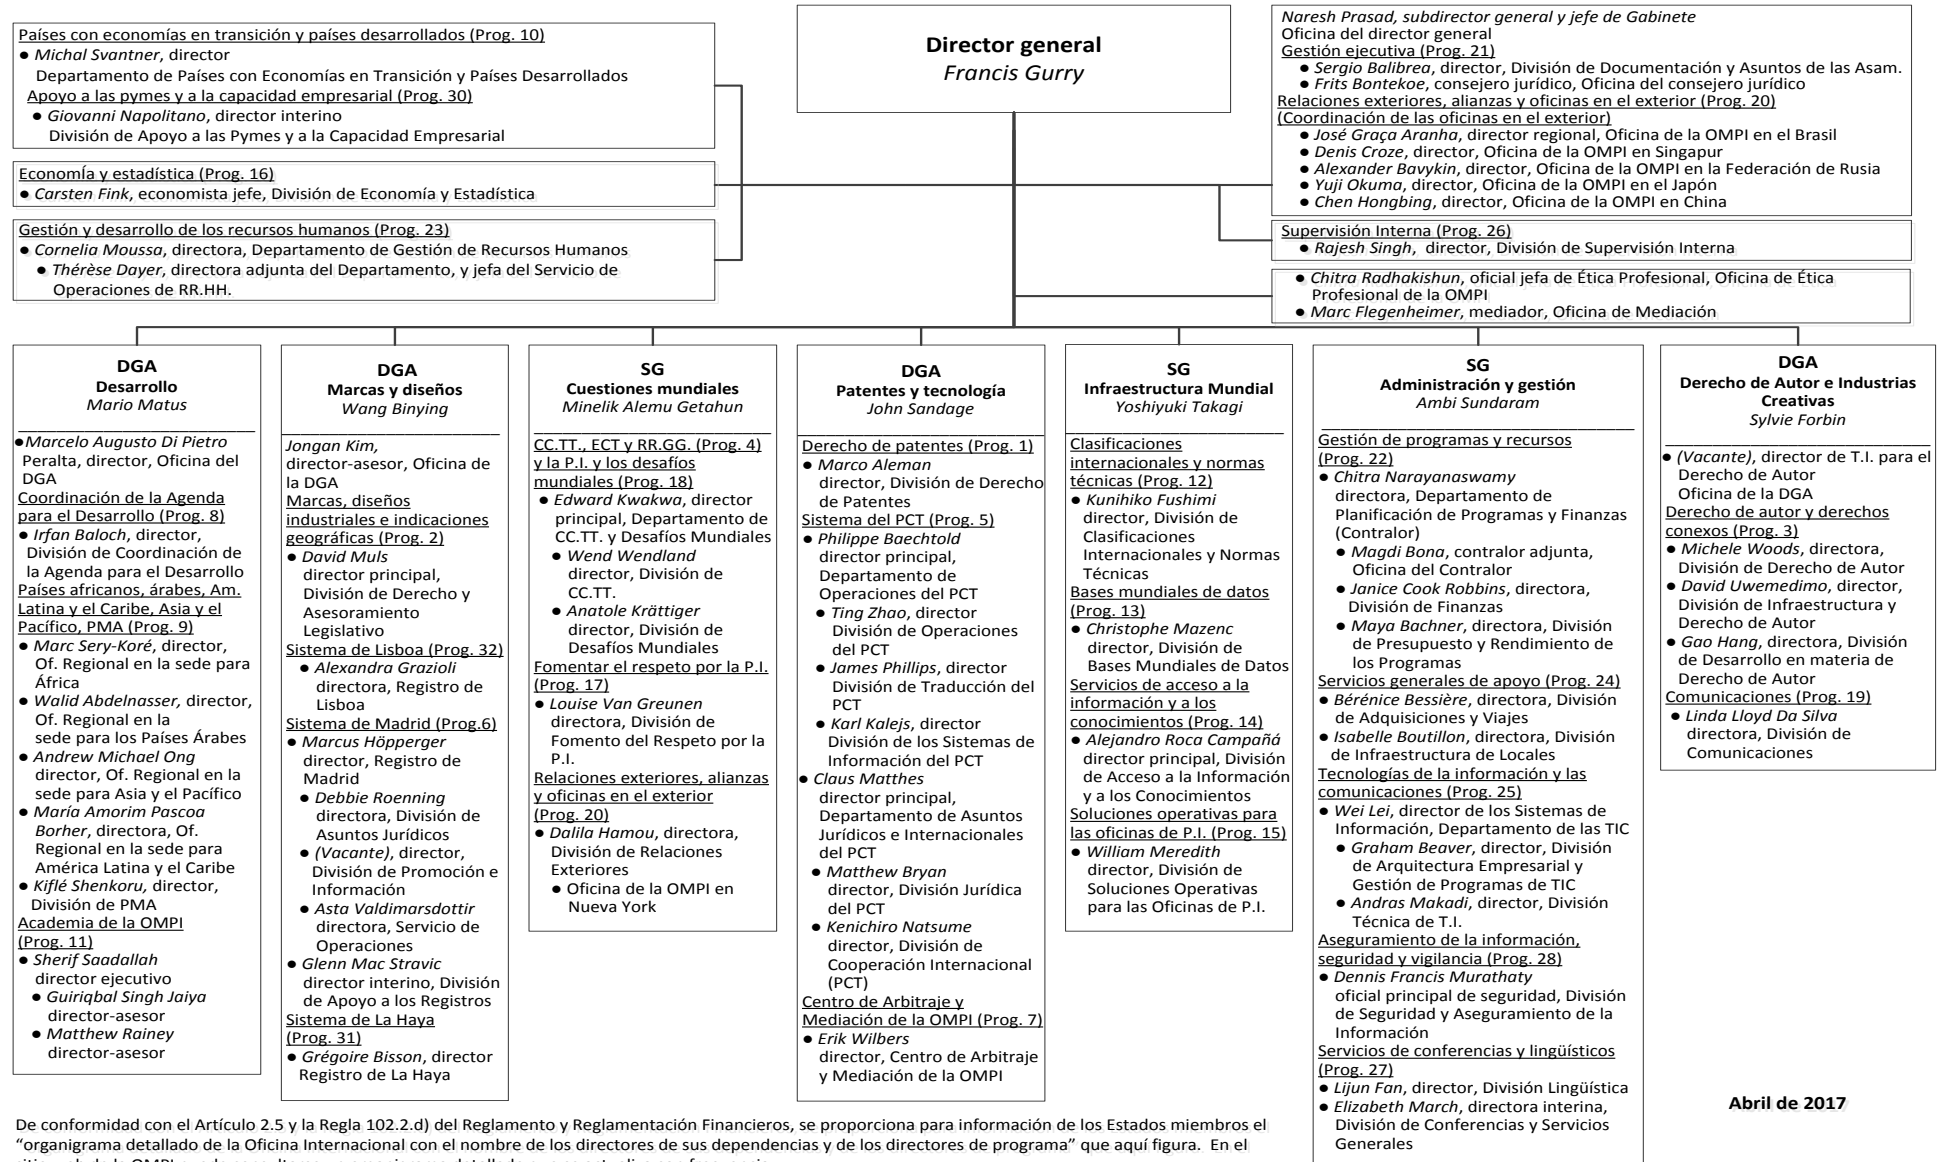 Países con economías en transición y países desarrollados (Prog. 10)
● Michal Svantner, director
Departamento de Países con Economías en Transición y Países Desarrollados
Apoyo a las pymes y a la capacidad empresarial (Prog. 30)
● Giovanni Napolitano, director interino
División de Apoyo a las Pymes y a la Capacidad Empresarial
Economía y estadística (Prog. 16)
● Carsten Fink, economista jefe, División de Economía y Estadística
Gestión y desarrollo de los recursos humanos (Prog. 23)
● Cornelia Moussa, directora, Departamento de Gestión de Recursos Humanos
● Thérèse Dayer, directora adjunta del Departamento, y jefa del Servicio de
Operaciones de RR.HH.
Director general
Francis Gurry
Naresh Prasad, subdirector general y jefe de Gabinete
Oficina del director general
Gestión ejecutiva (Prog. 21)
● Sergio Balibrea, director, División de Documentación y Asuntos de las Asam.
● Frits Bontekoe, consejero jurídico, Oficina del consejero jurídico
Relaciones exteriores, alianzas y oficinas en el exterior (Prog. 20)
(Coordinación de las oficinas en el exterior)
● José Graça Aranha, director regional, Oficina de la OMPI en el Brasil
● Denis Croze, director, Oficina de la OMPI en Singapur
● Alexander Bavykin, director, Oficina de la OMPI en la Federación de Rusia
● Yuji Okuma, director, Oficina de la OMPI en el Japón
● Chen Hongbing, director, Oficina de la OMPI en China
Supervisión Interna (Prog. 26)
● Rajesh Singh, director, División de Supervisión Interna
● Chitra Radhakishun, oficial jefa de Ética Profesional, Oficina de Ética
Profesional de la OMPI
● Marc Flegenheimer, mediador, Oficina de Mediación
DGA
Desarrollo
Mario Matus
● Marcelo Augusto Di Pietro
Peralta, director, Oficina del
DGA
Coordinación de la Agenda
para el Desarrollo (Prog. 8)
● Irfan Baloch, director,
División de Coordinación de
la Agenda para el Desarrollo
Países africanos, árabes, Am.
Latina y el Caribe, Asia y el
Pacífico, PMA (Prog. 9)
● Marc Sery-Koré, director,
Of. Regional en la sede para
África
● Walid Abdelnasser, director,
Of. Regional en la
sede para los Países Árabes
● Andrew Michael Ong
director, Of. Regional en la
sede para Asia y el Pacífico
● María Amorim Pascoa
Borher, directora, Of.
Regional en la sede para
América Latina y el Caribe
● Kiflé Shenkoru, director,
División de PMA
Academia de la OMPI
(Prog. 11)
● Sherif Saadallah
director ejecutivo
● Guiriqbal Singh Jaiya
director-asesor
● Matthew Rainey
director-asesor
DGA
Marcas y diseños
Wang Binying
Jongan Kim,
director-asesor, Oficina de
la DGA
Marcas, diseños
industriales e indicaciones
geográficas (Prog. 2)
● David Muls
director principal,
División de Derecho y
Asesoramiento
Legislativo
Sistema de Lisboa (Prog. 32)
● Alexandra Grazioli
directora, Registro de
Lisboa
Sistema de Madrid (Prog.6)
● Marcus Höpperger
director, Registro de
Madrid
● Debbie Roenning
directora, División de
Asuntos Jurídicos
● (Vacante), director,
División de Promoción e
Información
● Asta Valdimarsdottir
directora, Servicio de
Operaciones
● Glenn Mac Stravic
director interino, División
de Apoyo a los Registros
Sistema de La Haya
(Prog. 31)
● Grégoire Bisson, director
Registro de La Haya
SG
Cuestiones mundiales
Minelik Alemu Getahun
CC.TT., ECT y RR.GG. (Prog. 4)
y la P.I. y los desafíos
mundiales (Prog. 18)
● Edward Kwakwa, director
principal, Departamento de
CC.TT. y Desafíos Mundiales
● Wend Wendland
director, División de
CC.TT.
● Anatole Krättiger
director, División de
Desafíos Mundiales
Fomentar el respeto por la P.I.
(Prog. 17)
● Louise Van Greunen
directora, División de
Fomento del Respeto por la
P.I.
Relaciones exteriores, alianzas
y oficinas en el exterior
(Prog. 20)
● Dalila Hamou, directora,
División de Relaciones
Exteriores
● Oficina de la OMPI en
Nueva York
DGA
Patentes y tecnología
John Sandage
Derecho de patentes (Prog. 1)
● Marco Aleman
director, División de Derecho
de Patentes
Sistema del PCT (Prog. 5)
● Philippe Baechtold
director principal,
Departamento de
Operaciones del PCT
● Ting Zhao, director
División de Operaciones
del PCT
● James Phillips, director
División de Traducción del
PCT
● Karl Kalejs, director
División de los Sistemas de
Información del PCT
● Claus Matthes
director principal,
Departamento de Asuntos
Jurídicos e Internacionales
del PCT
● Matthew Bryan
director, División Jurídica
del PCT
● Kenichiro Natsume
director, División de
Cooperación Internacional
(PCT)
Centro de Arbitraje y
Mediación de la OMPI (Prog. 7)
● Erik Wilbers
director, Centro de Arbitraje
y Mediación de la OMPI
SG
Infraestructura Mundial
Yoshiyuki Takagi
Clasificaciones
internacionales y normas
técnicas (Prog. 12)
● Kunihiko Fushimi
director, División de
Clasificaciones
Internacionales y Normas
Técnicas
Bases mundiales de datos
(Prog. 13)
● Christophe Mazenc
director, División de
Bases Mundiales de Datos
Servicios de acceso a la
información y a los
conocimientos (Prog. 14)
● Alejandro Roca Campañá
director principal, División
de Acceso a la Información
y a los Conocimientos
Soluciones operativas para
las oficinas de P.I. (Prog. 15)
● William Meredith
director, División de
Soluciones Operativas
para las Oficinas de P.I.
SG
Administración y gestión
Ambi Sundaram
Gestión de programas y recursos
(Prog. 22)
● Chitra Narayanaswamy
directora, Departamento de
Planificación de Programas y Finanzas
(Contralor)
● Magdi Bona, contralor adjunta,
Oficina del Contralor
● Janice Cook Robbins, directora,
División de Finanzas
● Maya Bachner, directora, División
de Presupuesto y Rendimiento de
los Programas
Servicios generales de apoyo (Prog. 24)
● Bérénice Bessière, directora, División
de Adquisiciones y Viajes
● Isabelle Boutillon, directora, División
de Infraestructura de Locales
Tecnologías de la información y las
comunicaciones (Prog. 25)
● Wei Lei, director de los Sistemas de
Información, Departamento de las TIC
● Graham Beaver, director, División
de Arquitectura Empresarial y
Gestión de Programas de TIC
● Andras Makadi, director, División
Técnica de T.I.
Aseguramiento de la información,
seguridad y vigilancia (Prog. 28)
● Dennis Francis Murathaty
oficial principal de seguridad, División
de Seguridad y Aseguramiento de la
Información
Servicios de conferencias y lingüísticos
(Prog. 27)
● Lijun Fan, director, División Lingüística
● Elizabeth March, directora interina,
División de Conferencias y Servicios
Generales
DGA
Derecho de Autor e Industrias
Creativas
Sylvie Forbin
● (Vacante), director de T.I. para el
Derecho de Autor
Oficina de la DGA
Derecho de autor y derechos
conexos (Prog. 3)
● Michele Woods, directora,
División de Derecho de Autor
● David Uwemedimo, director,
División de Infraestructura y
Derecho de Autor
● Gao Hang, directora, División
de Desarrollo en materia de
Derecho de Autor
Comunicaciones (Prog. 19)
● Linda Lloyd Da Silva
directora, División de
Comunicaciones
Abril de 2017
De conformidad con el Artículo 2.5 y la Regla 102.2.d) del Reglamento y Reglamentación Financieros, se proporciona para información de los Estados miembros el
“organigrama detallado de la Oficina Internacional con el nombre de los directores de sus dependencias y de los directores de programa” que aquí figura. En el